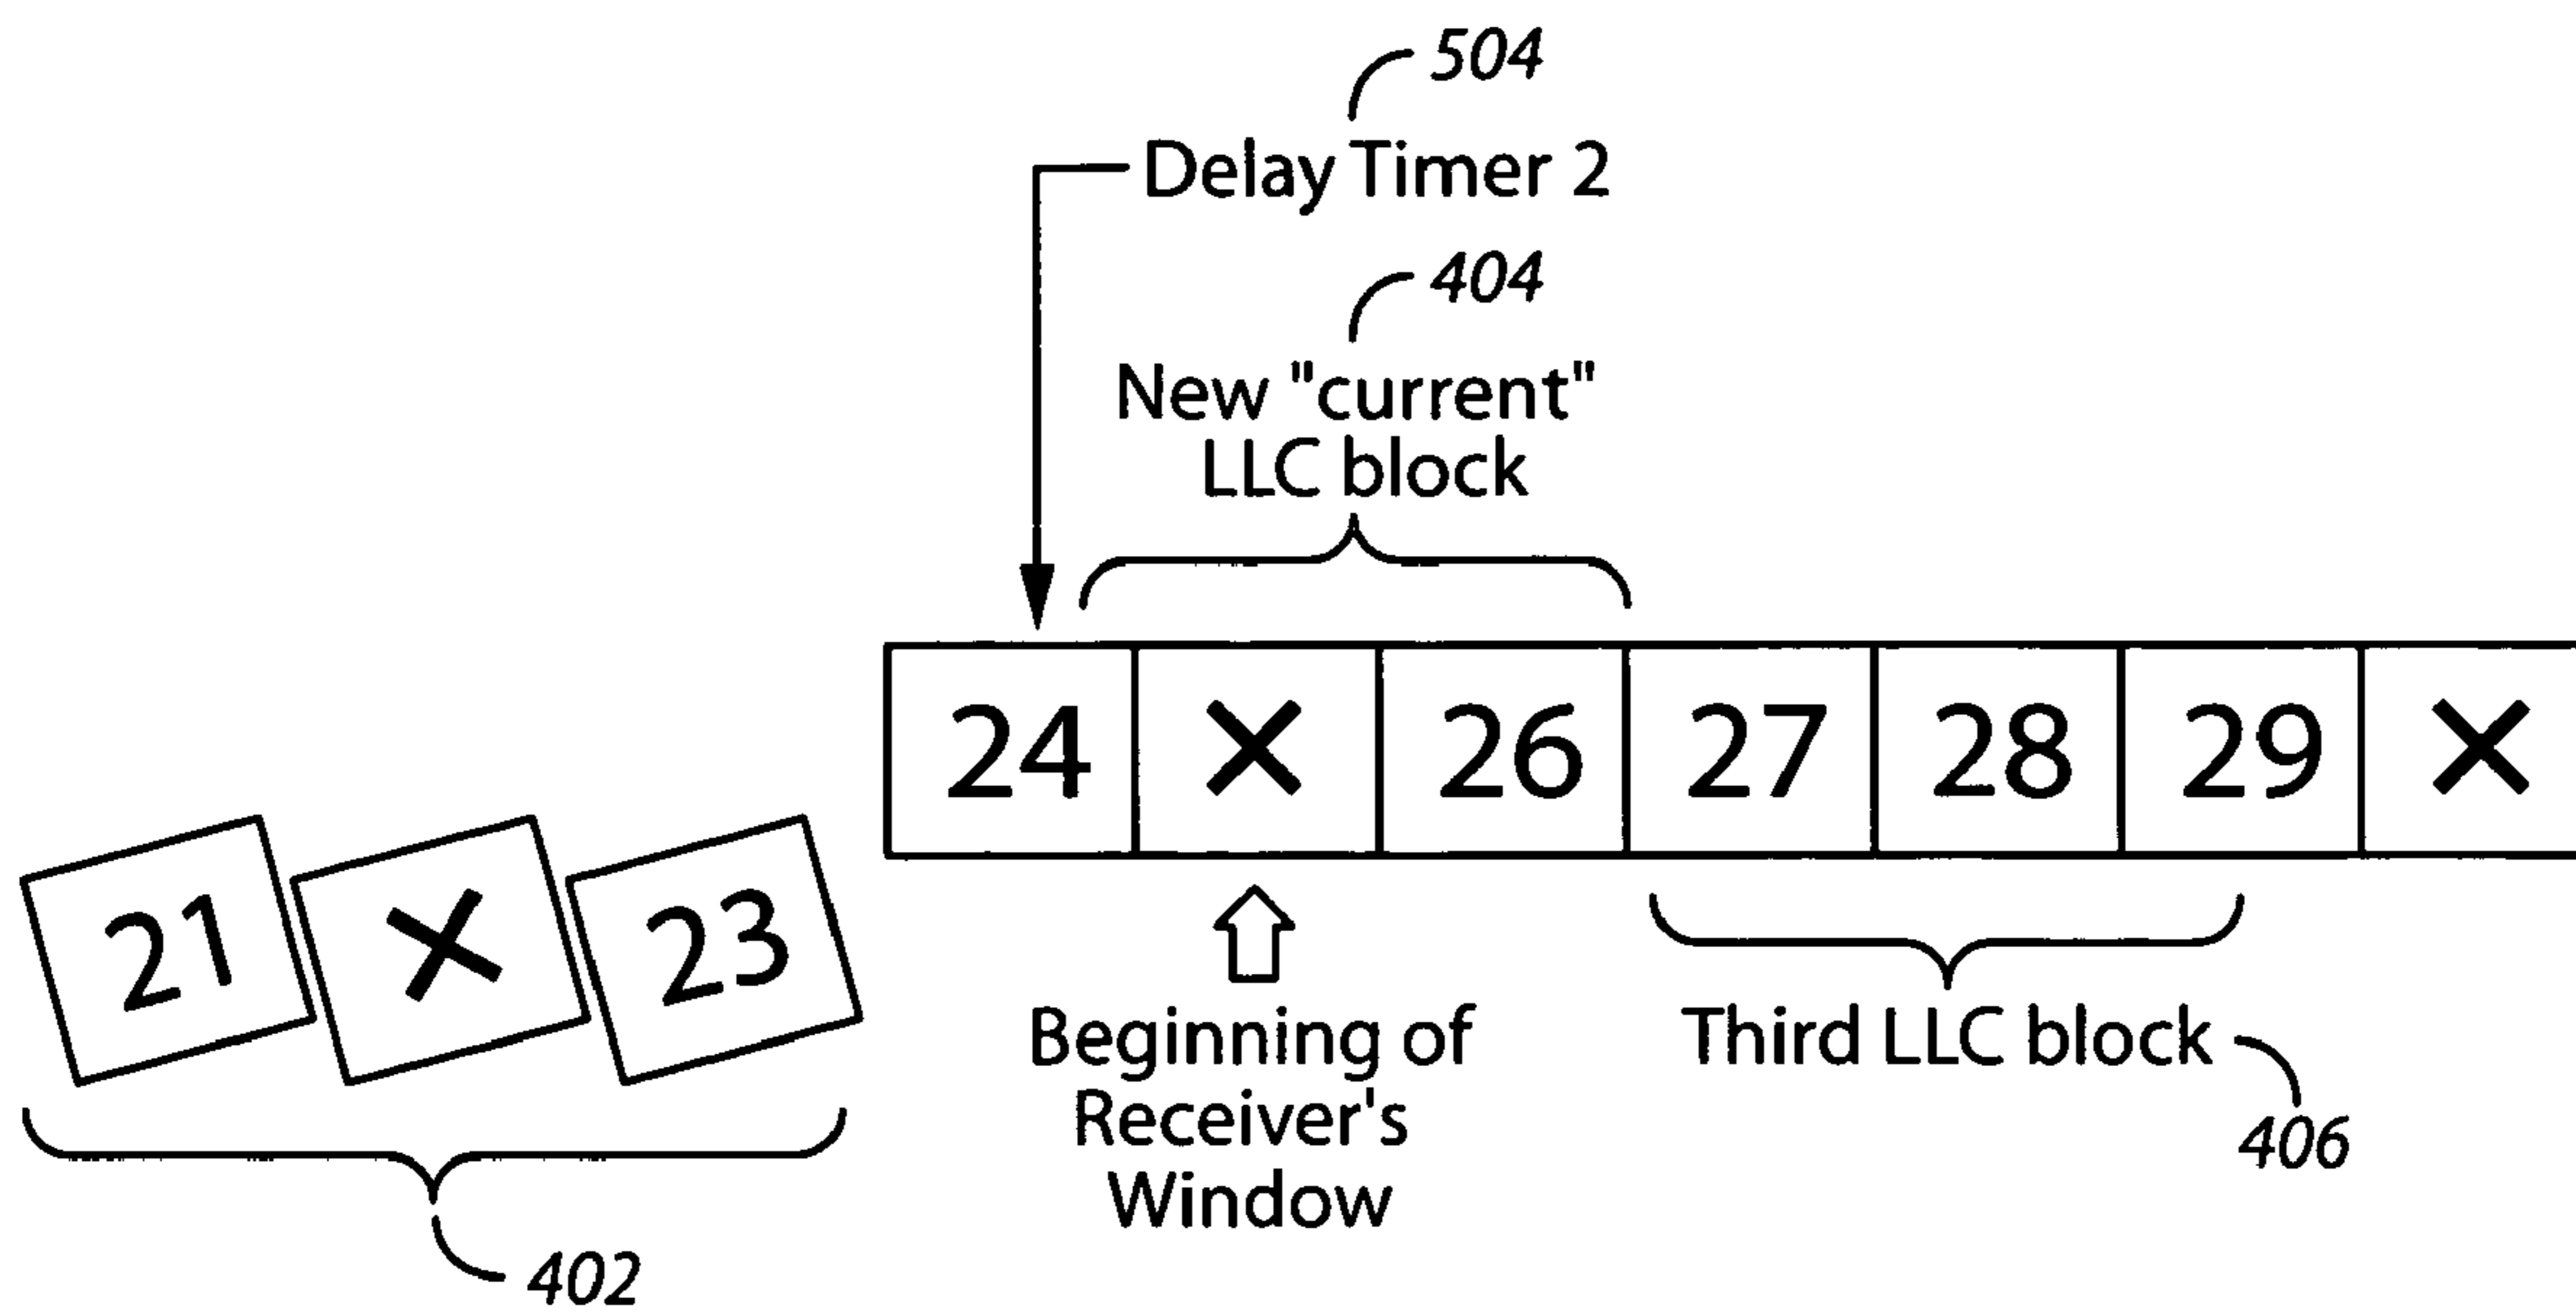 504
Delay Timer 2
404
New "current"
LLC block
24 × 26 27 28 29 ×
21 × 23
Beginning of
Receiver's
Window
Third LLC block
406
402